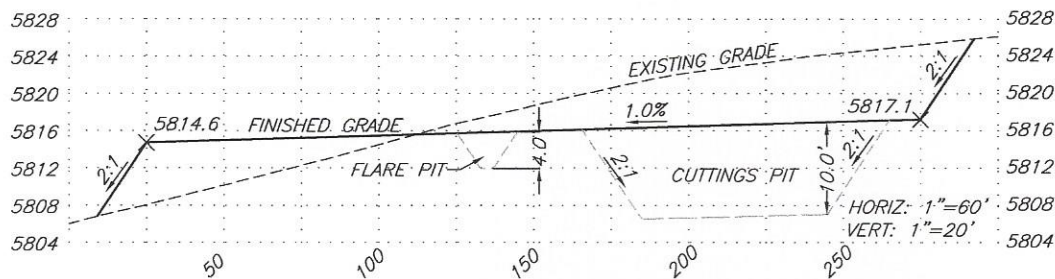 5828 5828
5824 EXISTING GRADE 2:1 5824
5820 5820
5814.6 FINISHED GRADE 1.0% 5817.1
5816 5816
2:1 FLARE PIT 4.0' 2:1 CUTTINGS PIT 10.0' 2:1
5812 5812
5808 HORIZ: 1"=60' 5808
VERT: 1"=20'
5804 5804
50 100 150 200 250